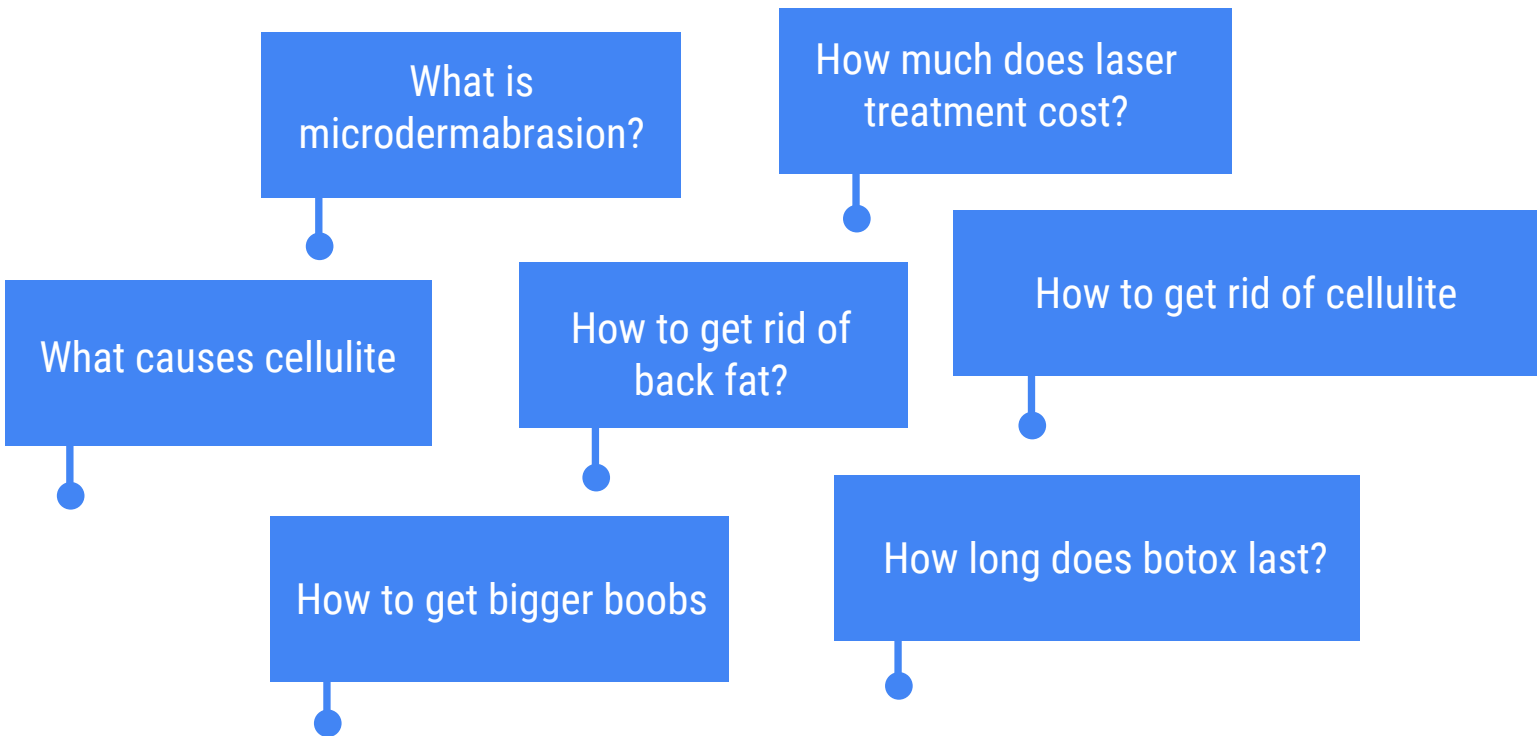 What is
microdermabrasion?
How much does laser
treatment cost?
What causes cellulite
How to get rid of
back fat?
How to get rid of cellulite
How to get bigger boobs
How long does botox last?